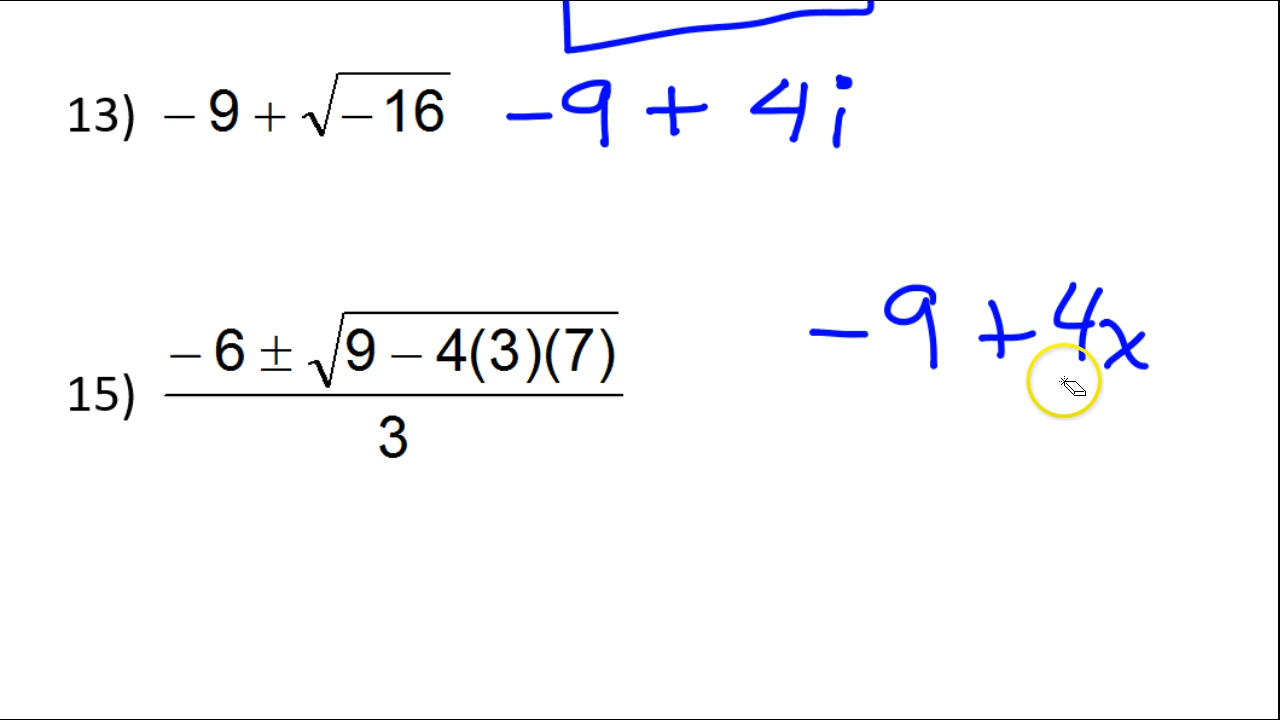 13) – 9 + √–16 -9 + 4i
15) – 6 ± √9 – 4(3)(7) -9 + 4x
3